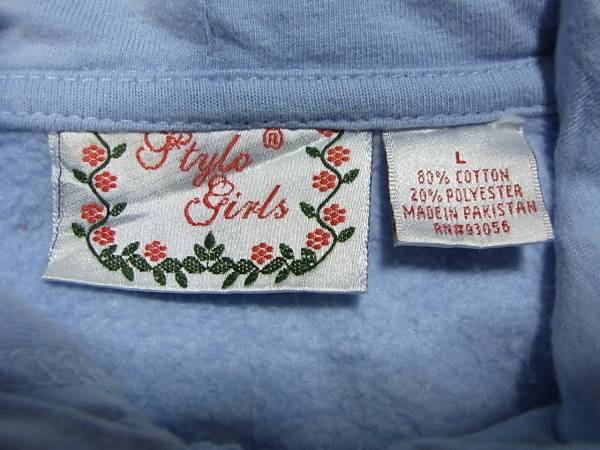 Stylo ®
Girls
L
80% COTTON
20% POLYESTER
MADE IN PAKISTAN
RN#93056